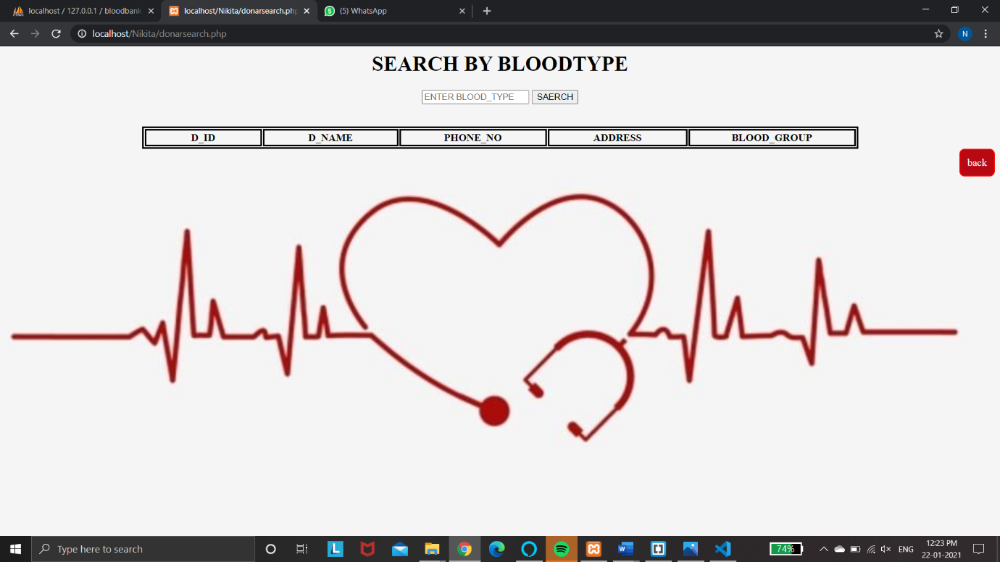 localhost / 127.0.0.1 / bloodbank
localhost/Nikita/donarsearch.php
(5) WhatsApp
localhost/Nikita/donarsearch.php
N
SEARCH BY BLOODTYPE
ENTER BLOOD_TYPE SAERCH
D_ID D_NAME PHONE_NO ADDRESS BLOOD_GROUP
back
Type here to search
L
74%
ENG
12:23 PM
22-01-2021